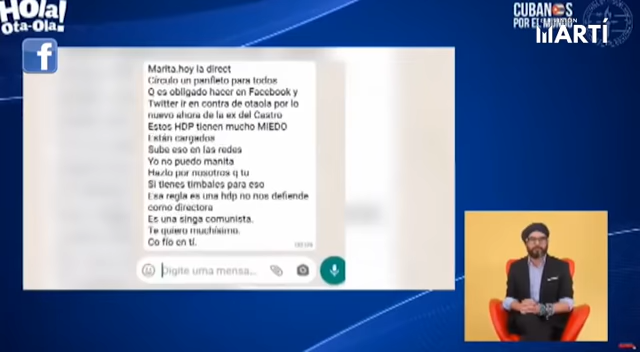 ¡Hola!
Ota-Ola!
CUBANOS
POR EL MUNDO
MARTÍ
f
Marita.hoy la direct
Circulo un panfleto para todos
Q es obligado hacer en Facebook y
Twitter ir en contra de otaola por lo
nuevo ahora de la ex del Castro
Estos HDP tienen mucho MIEDO
Están cargados
Sube eso en las redes
Yo no puedo manita
Hazlo por nosotros q tu
Si tienes timbales para eso
Esa regla es una hdp no nos defiende
como directora
Es una singa comunista.
Te quiero muchísimo.
Co fío en ti.
Digite uma mensa...